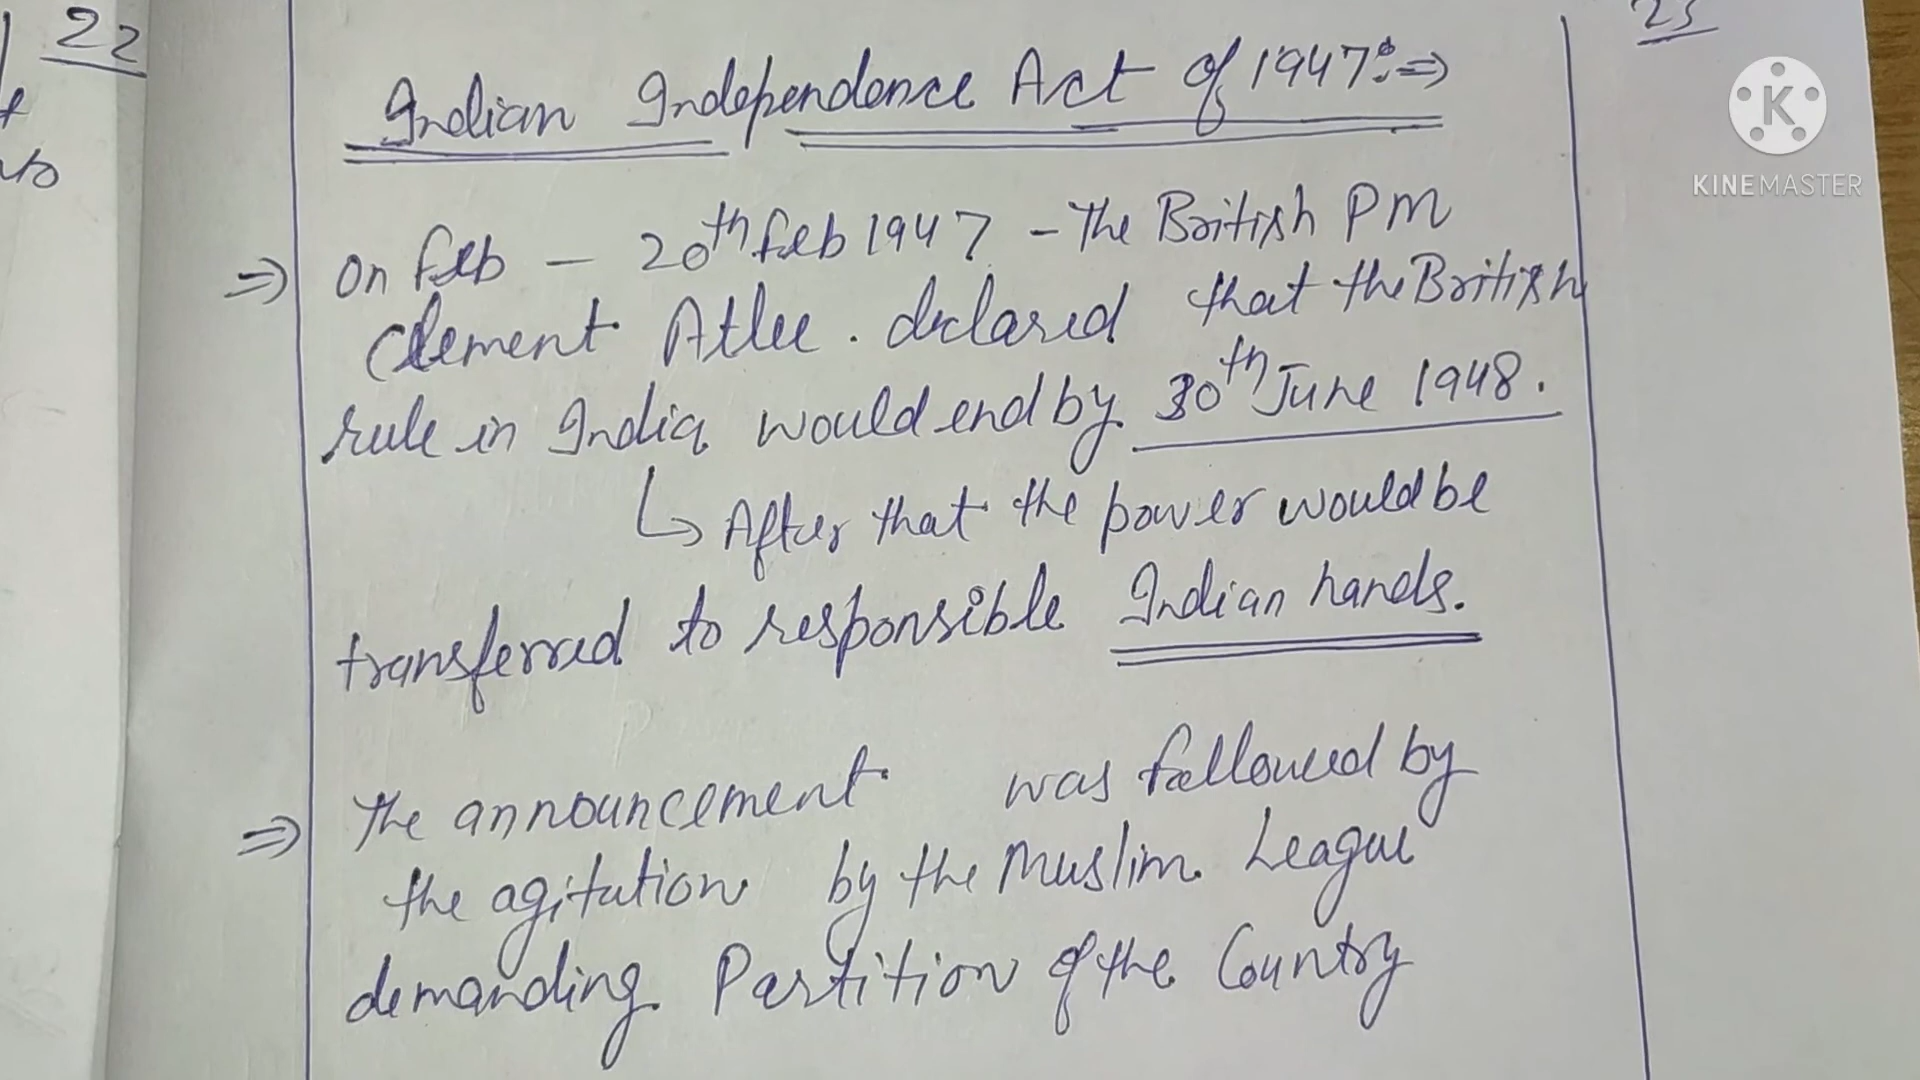 22
23
Indian Independence Act of 1947:⇒
K
KINEMASTER
⇒ on Feb — 20th Feb 1947 - The British PM
Clement Atlee. declared that the British
rule in India would end by 30th June 1948.
↳ After that the power would be
transferred to responsible Indian hands.
⇒ The announcement was followed by
the agitation by the Muslim League
demanding Partition of the Country